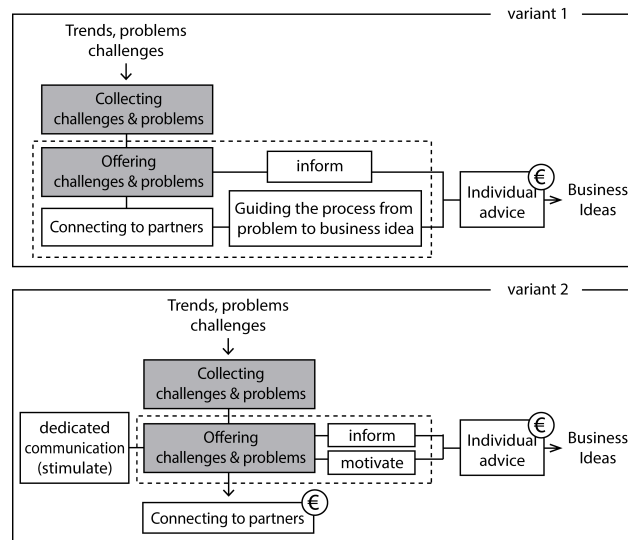 variant 1
Trends, problems
challenges
Collecting
challenges & problems
Offering
challenges & problems
inform
Connecting to partners
Guiding the process from
problem to business idea
€
Individual
advice
Business
Ideas
variant 2
Trends, problems
challenges
Collecting
challenges & problems
dedicated
communication
(stimulate)
Offering
challenges & problems
inform
motivate
€
Individual
advice
Business
Ideas
€
Connecting to partners